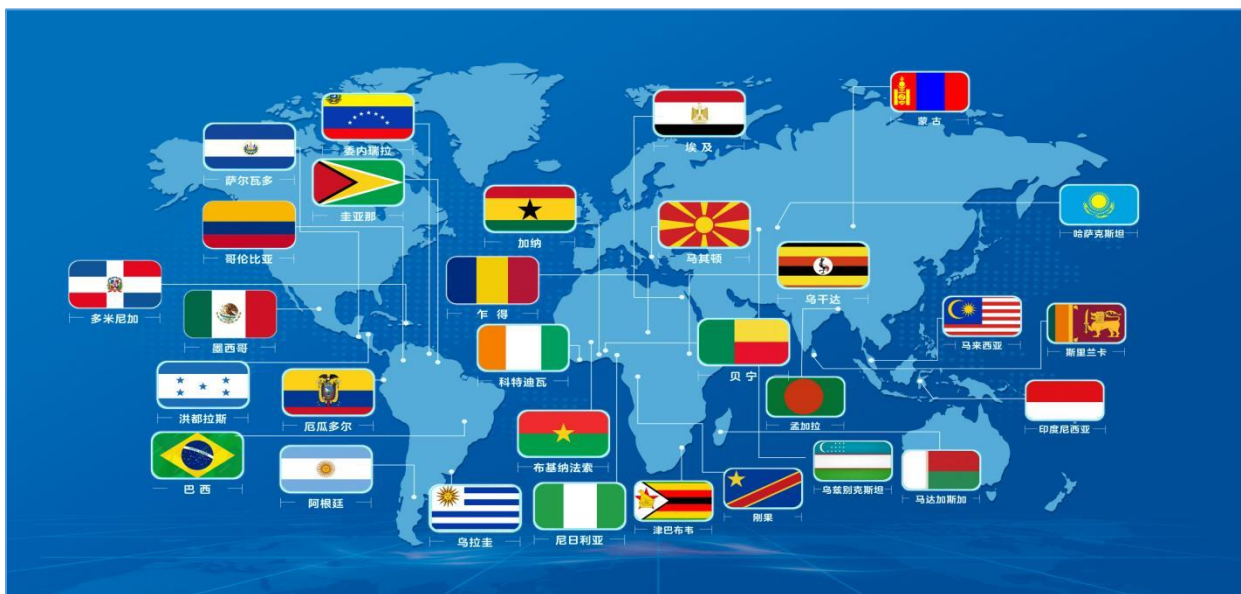 委内瑞拉
萨尔瓦多
圭亚那
哥伦比亚
多米尼加
墨西哥
洪都拉斯
厄瓜多尔
巴西
阿根廷
乌拉圭
加纳
乍得
科特迪瓦
布基纳法索
尼日利亚
埃及
马其顿
乌干达
贝宁
孟加拉
津巴布韦
刚果
乌兹别克斯坦
马达加斯加
蒙古
哈萨克斯坦
马来西亚
斯里兰卡
印度尼西亚